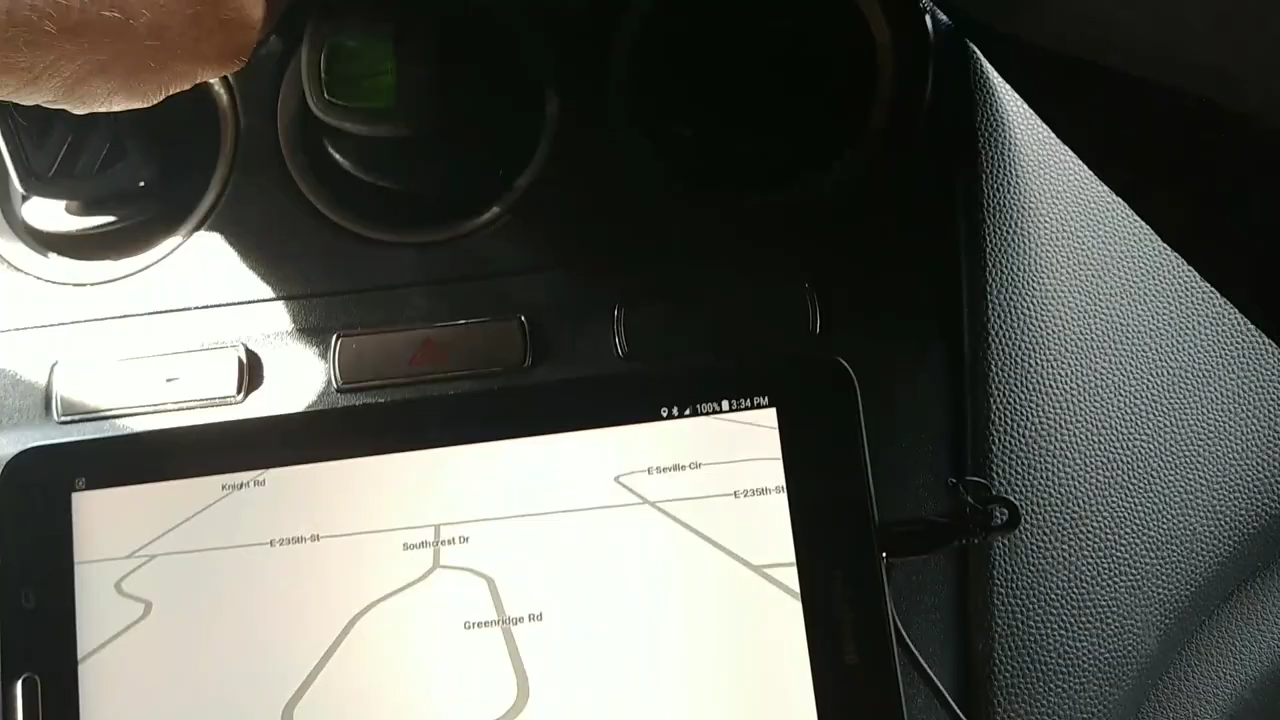 100% 3:34 PM
Knight Rd
E Seville Cir
E 235th St
E 235th St
Southcrest Dr
Greenridge Rd